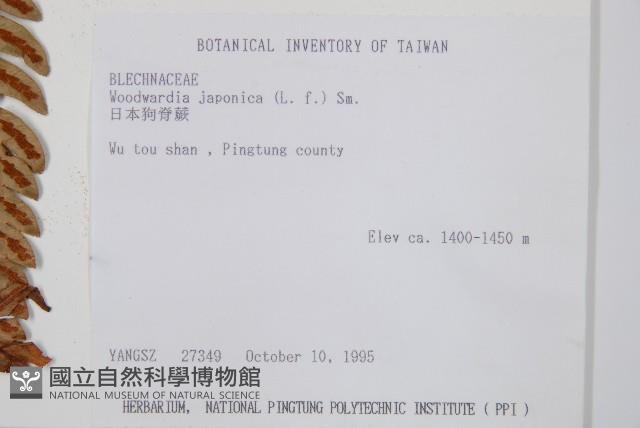 BOTANICAL INVENTORY OF TAIWAN
BLECHNACEAE
Woodwardia japonica (L. f.) Sm.
日本狗脊蕨
Wu tou shan , Pingtung county
Elev ca. 1400-1450 m
YANGSZ 27349 October 10, 1995
國立自然科學博物館
NATIONAL MUSEUM OF NATURAL SCIENCE
HERBARIUM, NATIONAL PINGTUNG POLYTECHNIC INSTITUTE ( PPI )